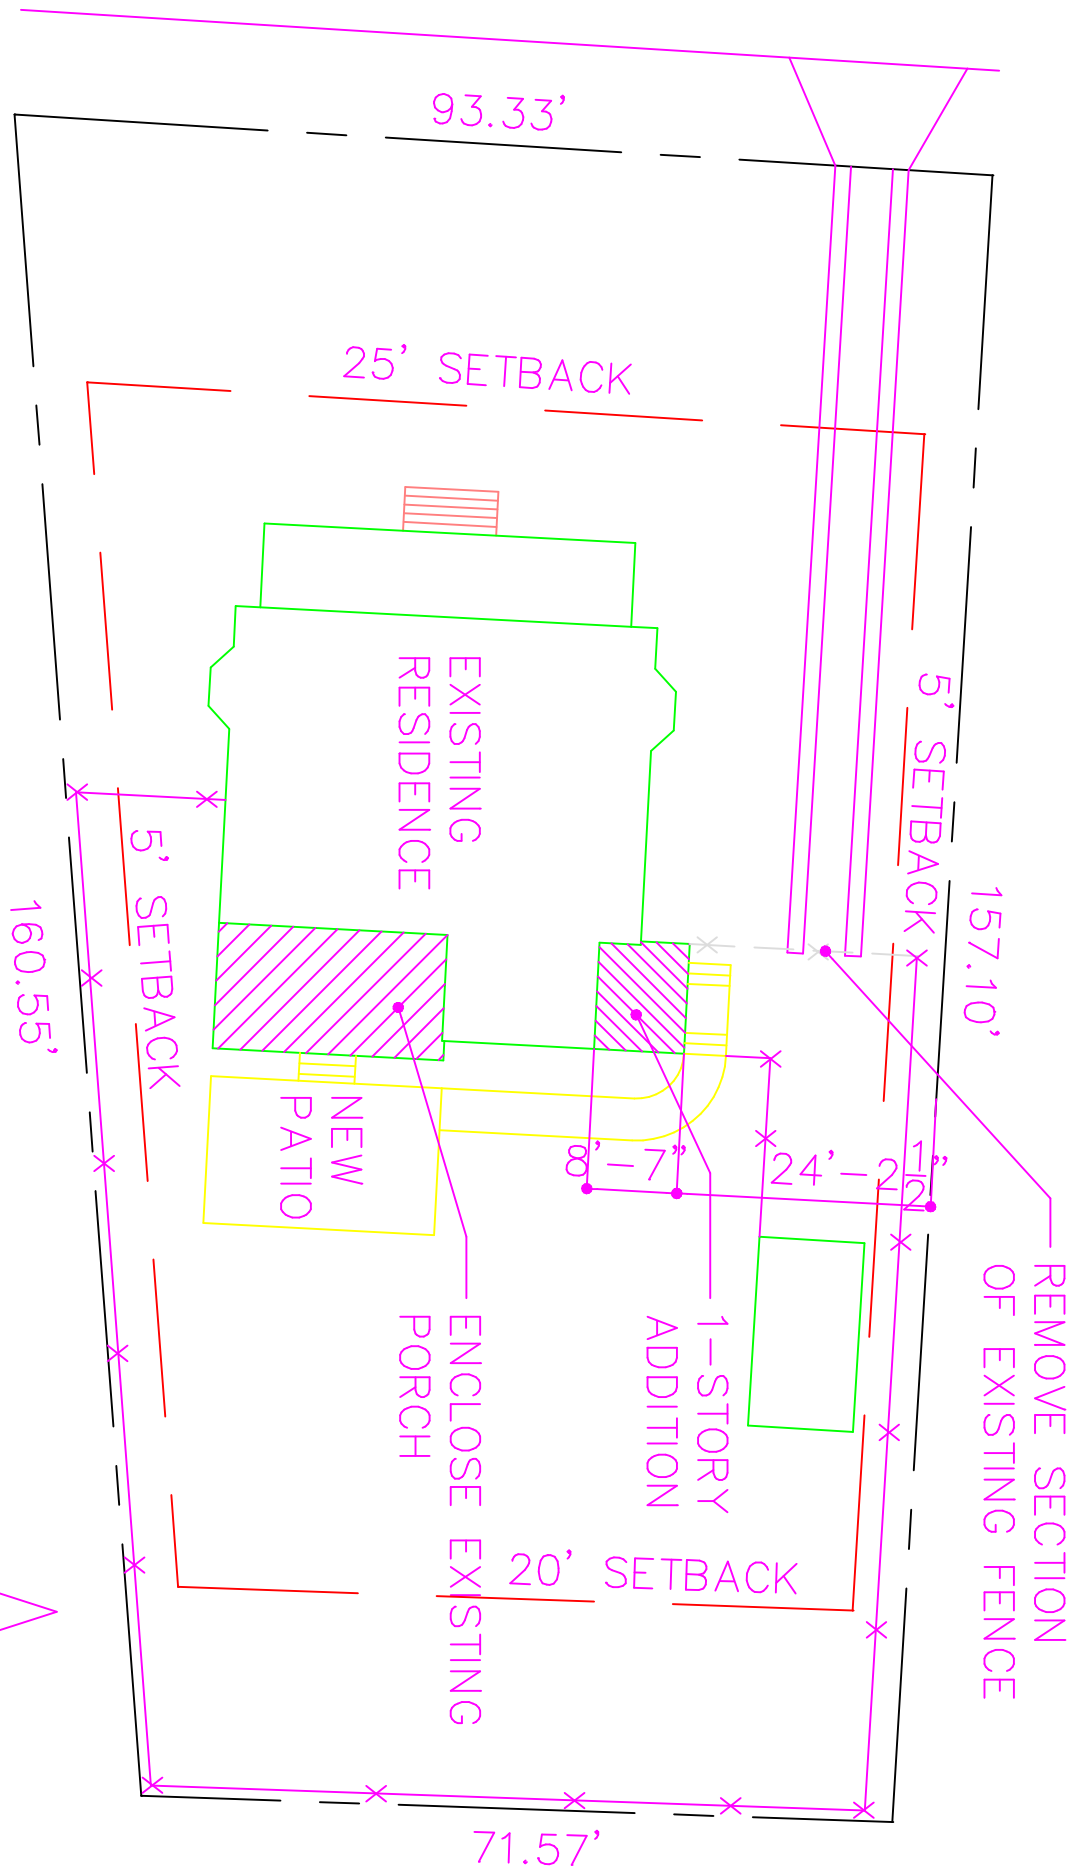 93.33’
25’ SETBACK
5’ SETBACK
157.10’
EXISTING
RESIDENCE
5’ SETBACK
160.55’
NEW
PATIO
8’-7”
24’-2 1/2”
REMOVE SECTION
OF EXISTING FENCE
1-STORY
ADDITION
ENCLOSE EXISTING
PORCH
20’ SETBACK
71.57’